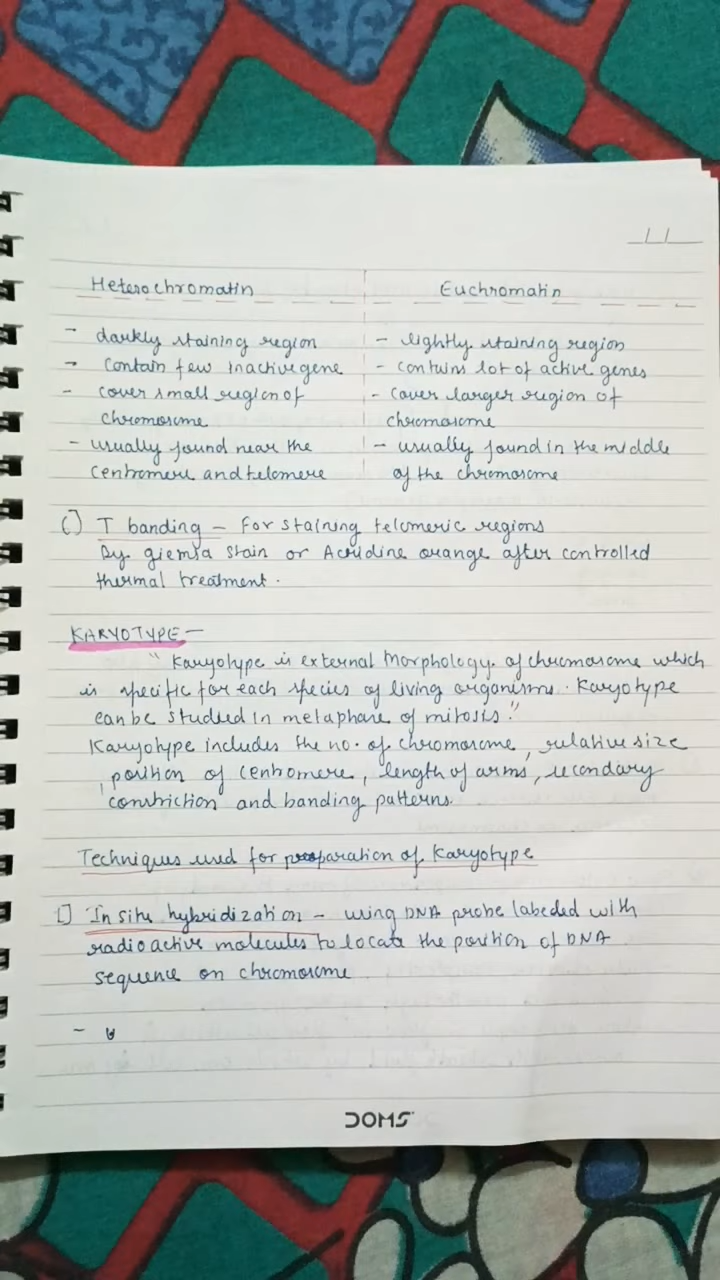 Heterochromatin Euchromatin
- darkly staining region - lightly staining region
- contain few inactive gene - contains lot of active genes
- cover small region of - cover larger region of
chromosome chromosome
- usually found near the - usually found in the middle
centromere and telomere of the chromosome
C) T banding - For staining telomeric regions
By giemsa stain or Acridine orange after controlled
thermal treatment.
KARYOTYPE -
"Karyotype is external morphology of chromosome which
is specific for each species of living organisms. Karyotype
can be studied in metaphase of mitosis."
Karyotype includes the no. of chromosome, relative size
position of centromere, length of arms, secondary
constriction and banding patterns.
Techniques used for preparation of Karyotype
1] In situ hybridization - using DNA probe labeded with
radioactive molecules to locate the position of DNA
sequence on chromosome
-
DOMS